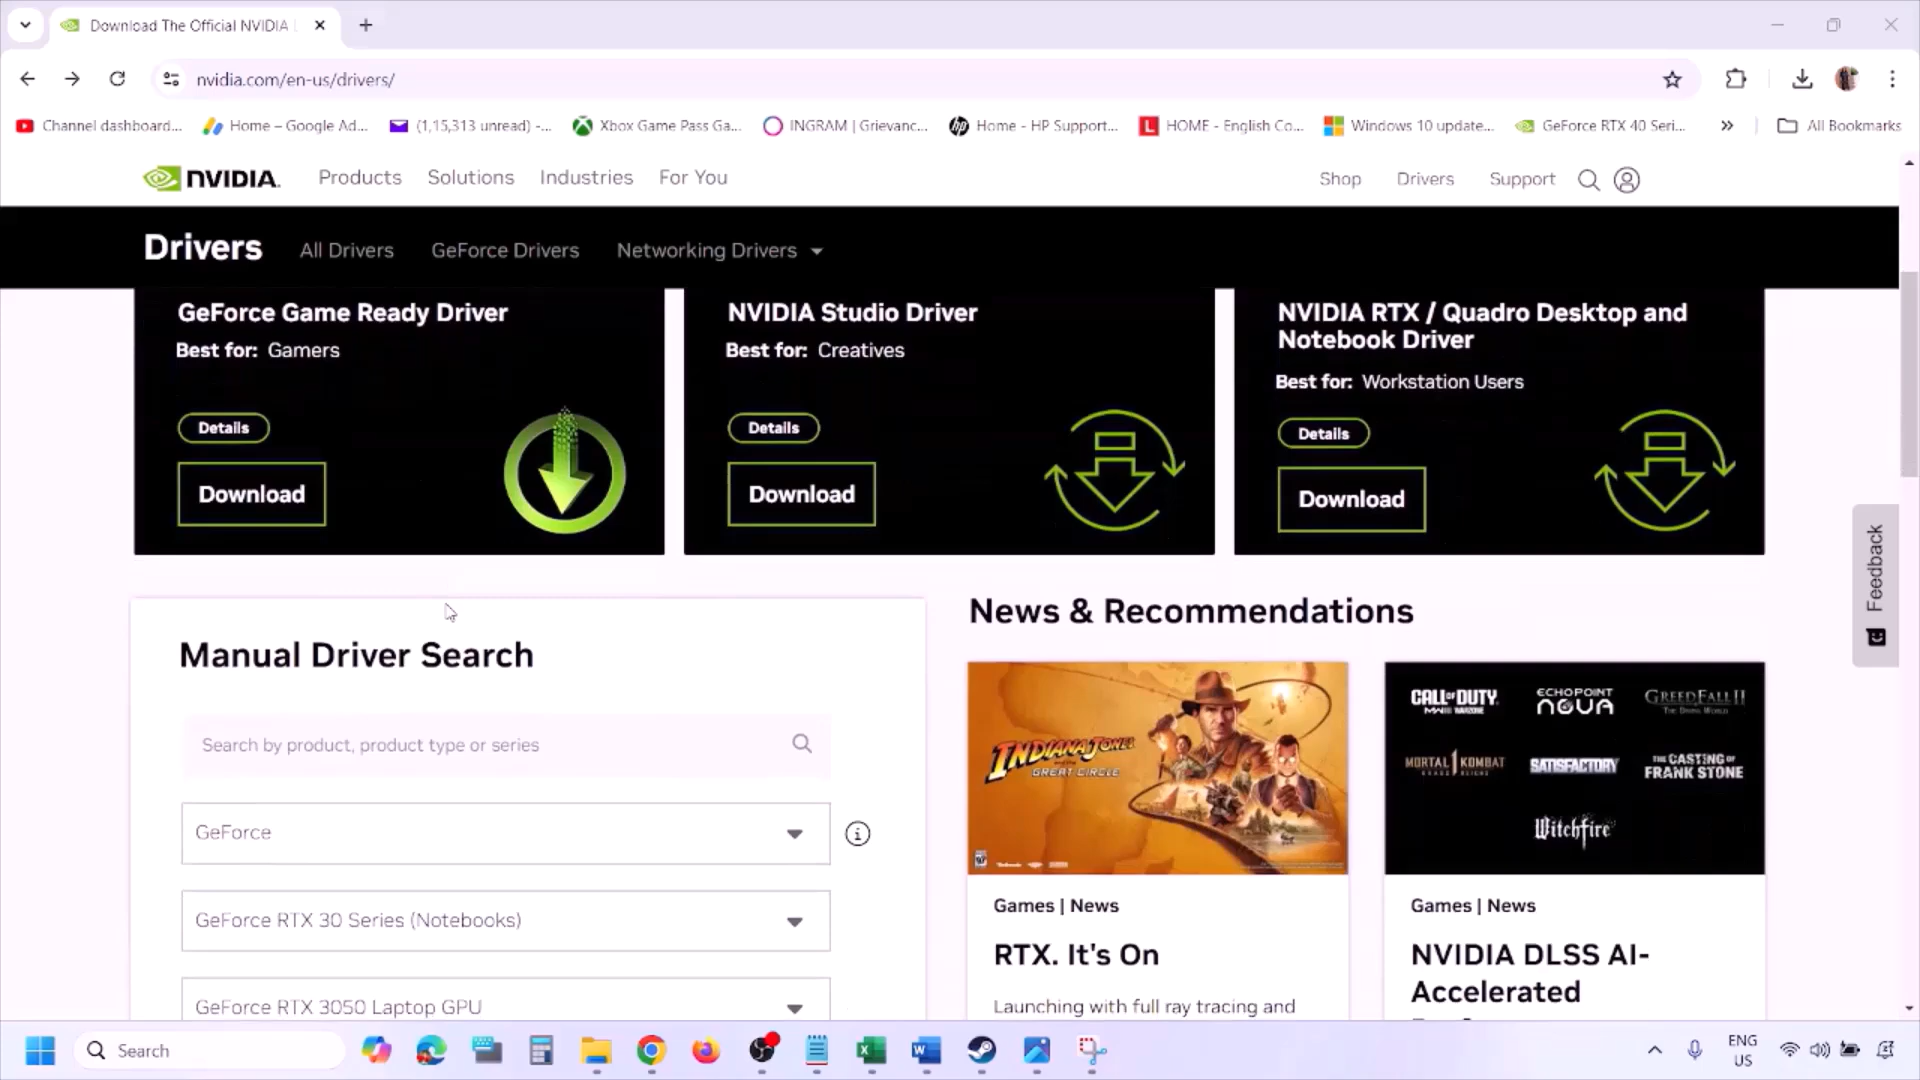 Download The Official NVIDIA
nvidia.com/en-us/drivers/
Channel dashboard...
Home – Google Ad...
(1,15,313 unread) -...
Xbox Game Pass Ga...
INGRAM | Grievanc...
Home - HP Support...
HOME - English Co...
Windows 10 update...
GeForce RTX 40 Seri...
All Bookmarks
NVIDIA.
Products
Solutions
Industries
For You
Shop
Drivers
Support
Drivers
All Drivers
GeForce Drivers
Networking Drivers
GeForce Game Ready Driver
Best for: Gamers
Details
Download
NVIDIA Studio Driver
Best for: Creatives
Details
Download
NVIDIA RTX / Quadro Desktop and
Notebook Driver
Best for: Workstation Users
Details
Download
Feedback
Manual Driver Search
Search by product, product type or series
GeForce
GeForce RTX 30 Series (Notebooks)
GeForce RTX 3050 Laptop GPU
News & Recommendations
INDIANA JONES
GREAT CIRCLE
Games | News
RTX. It's On
Launching with full ray tracing and
CALL OF DUTY
ECHOPOINT
NOVA
GREEDFALL II
MORTAL KOMBAT 1
SATISFACTORY
THE CASTING OF
FRANK STONE
Witchfire
Games | News
NVIDIA DLSS AI-
Accelerated
Search
ENG
US